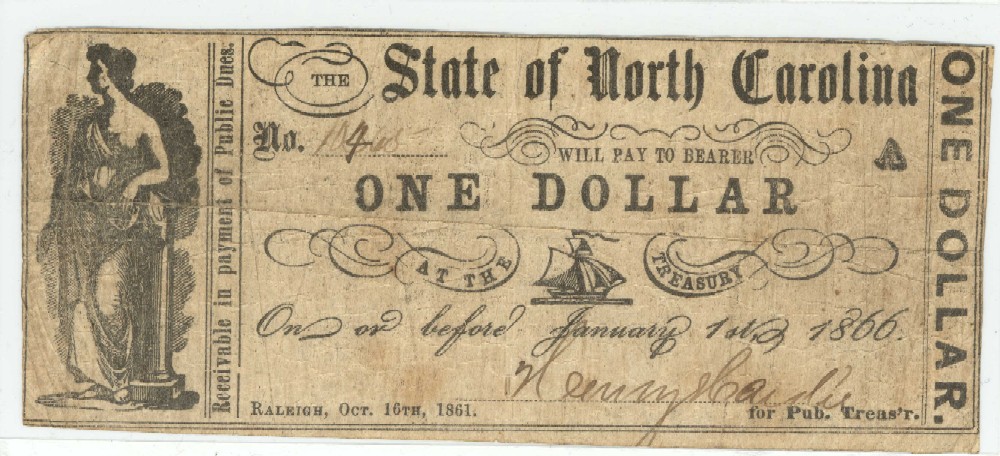 Receivable in payment of Public Dues.
THE State of North Carolina
No.
WILL PAY TO BEARER
A
ONE DOLLAR
AT THE TREASURY
On or before January 1st, 1866.
RALEIGH, OCT. 16TH, 1861.
for Pub. Treas'r.
ONE DOLLAR.